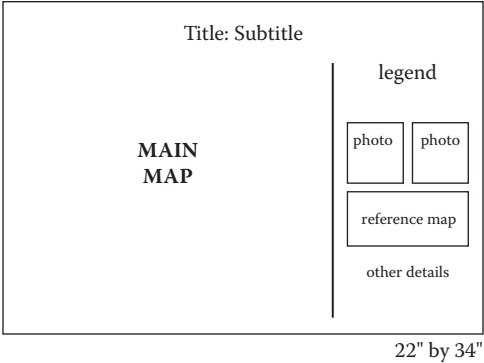 Title: Subtitle
MAIN
MAP
legend
photo
photo
reference map
other details
22" by 34"